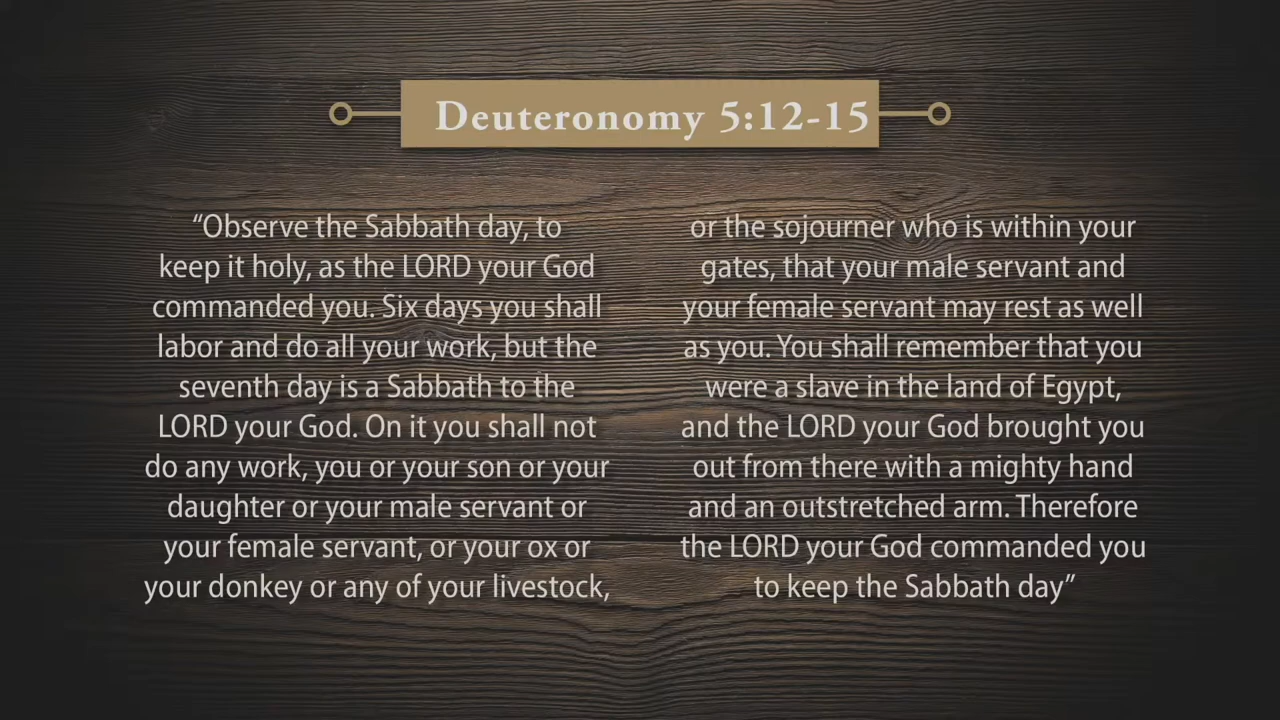 Deuteronomy 5:12-15
“Observe the Sabbath day, to
keep it holy, as the LORD your God
commanded you. Six days you shall
labor and do all your work, but the
seventh day is a Sabbath to the
LORD your God. On it you shall not
do any work, you or your son or your
daughter or your male servant or
your female servant, or your ox or
your donkey or any of your livestock,
or the sojourner who is within your
gates, that your male servant and
your female servant may rest as well
as you. You shall remember that you
were a slave in the land of Egypt,
and the LORD your God brought you
out from there with a mighty hand
and an outstretched arm. Therefore
the LORD your God commanded you
to keep the Sabbath day”